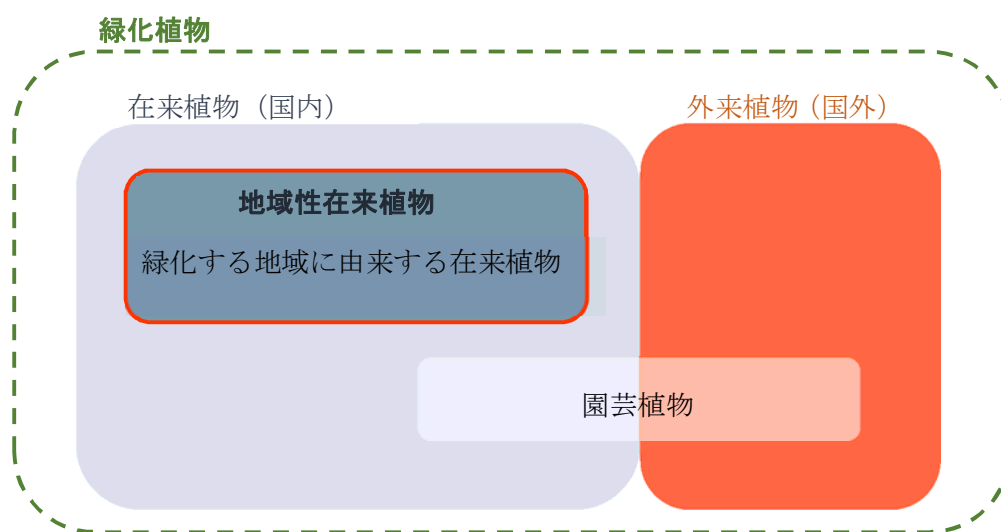 緑化植物
在来植物（国内）
外来植物（国外）
地域性在来植物
緑化する地域に由来する在来植物
園芸植物